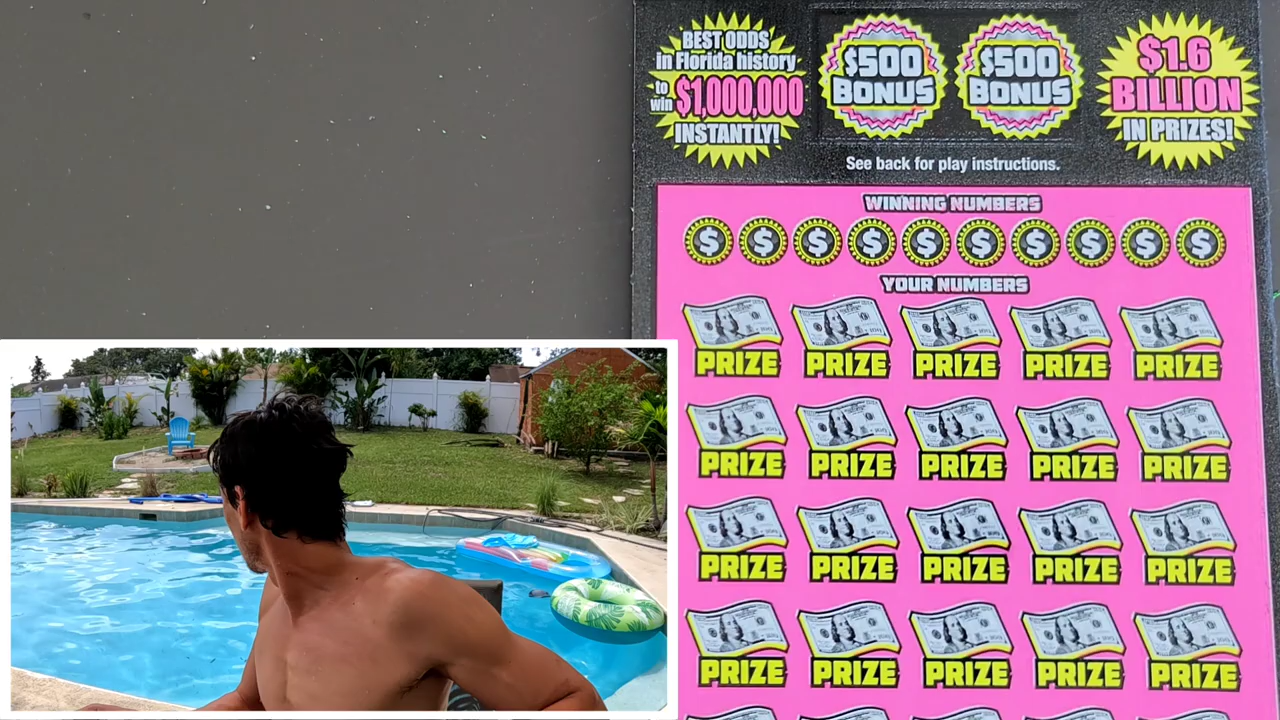 BEST ODDS
in Florida history
to win $1,000,000
INSTANTLY!
$500
BONUS
$500
BONUS
$1.6
BILLION
IN PRIZES!
See back for play instructions.
WINNING NUMBERS
$ $ $ $ $ $ $ $ $ $
YOUR NUMBERS
PRIZE PRIZE PRIZE PRIZE PRIZE
PRIZE PRIZE PRIZE PRIZE PRIZE
PRIZE PRIZE PRIZE PRIZE PRIZE
PRIZE PRIZE PRIZE PRIZE PRIZE